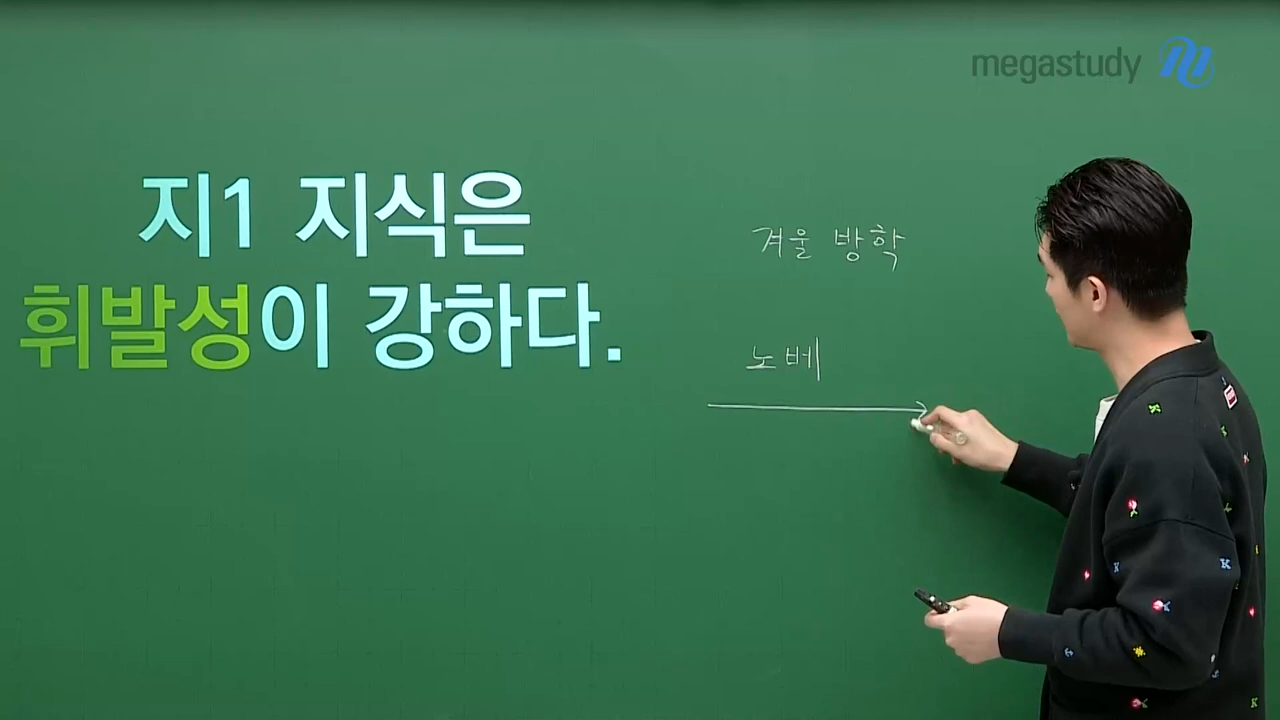 megastudy
지1 지식은
휘발성이 강하다.
겨울 방학
노베